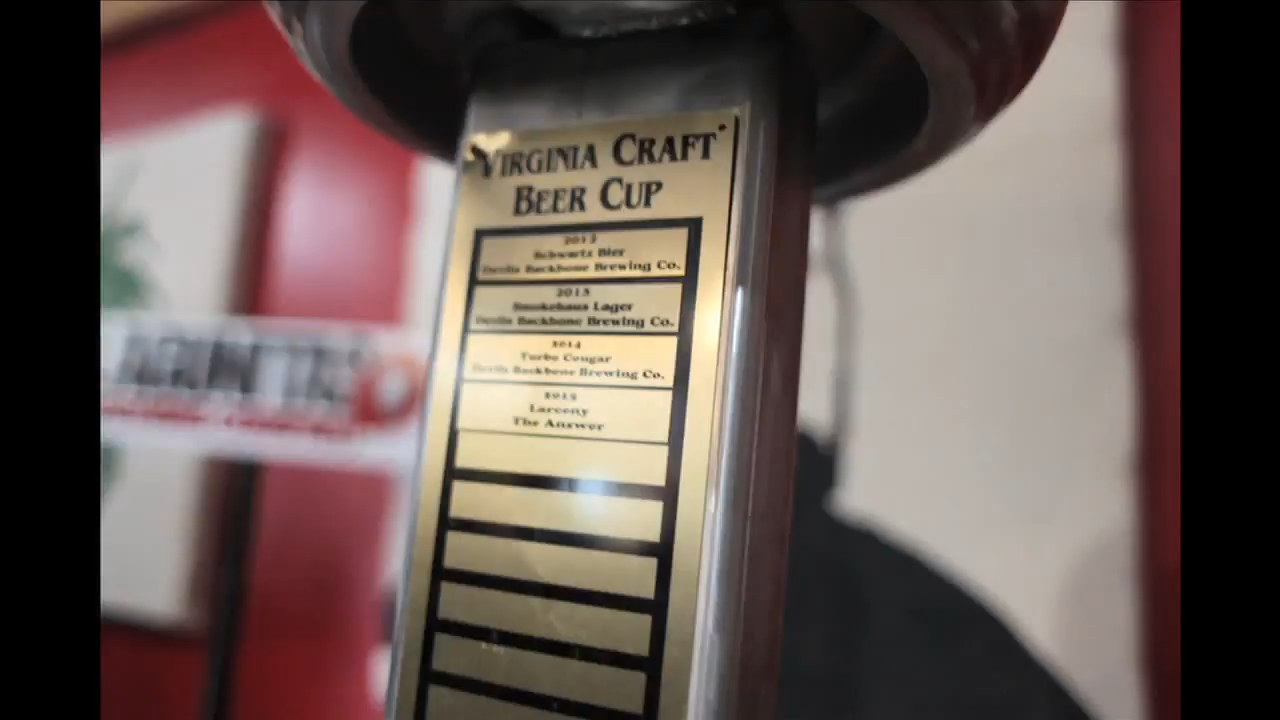 VIRGINIA CRAFT
BEER CUP
2012
Schwartz Bier
Devils Backbone Brewing Co.
2013
Smokehaus Lager
Devils Backbone Brewing Co.
2014
Turbo Cougar
Devils Backbone Brewing Co.
2015
Larceny
The Answer